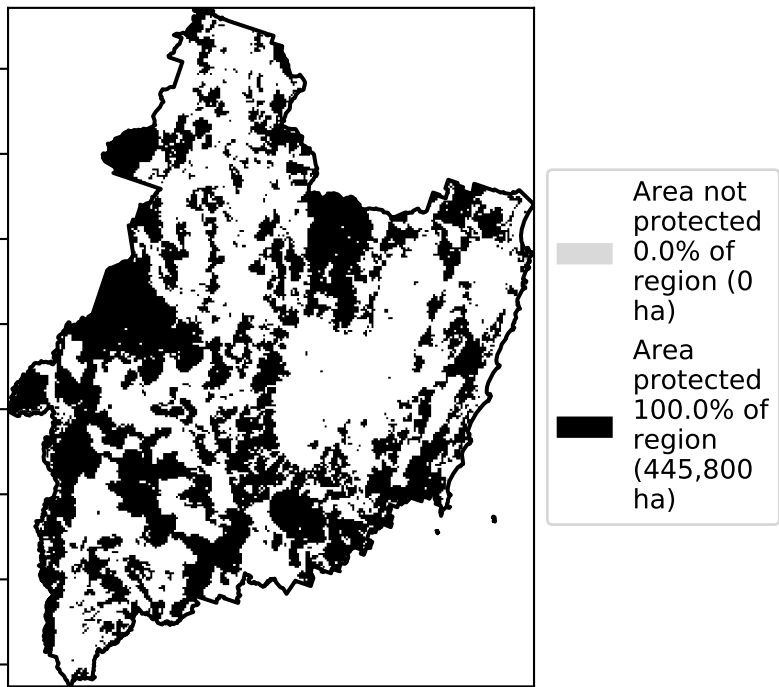 Area not
protected
0.0% of
region (0
ha)
Area
protected
100.0% of
region
(445,800
ha)